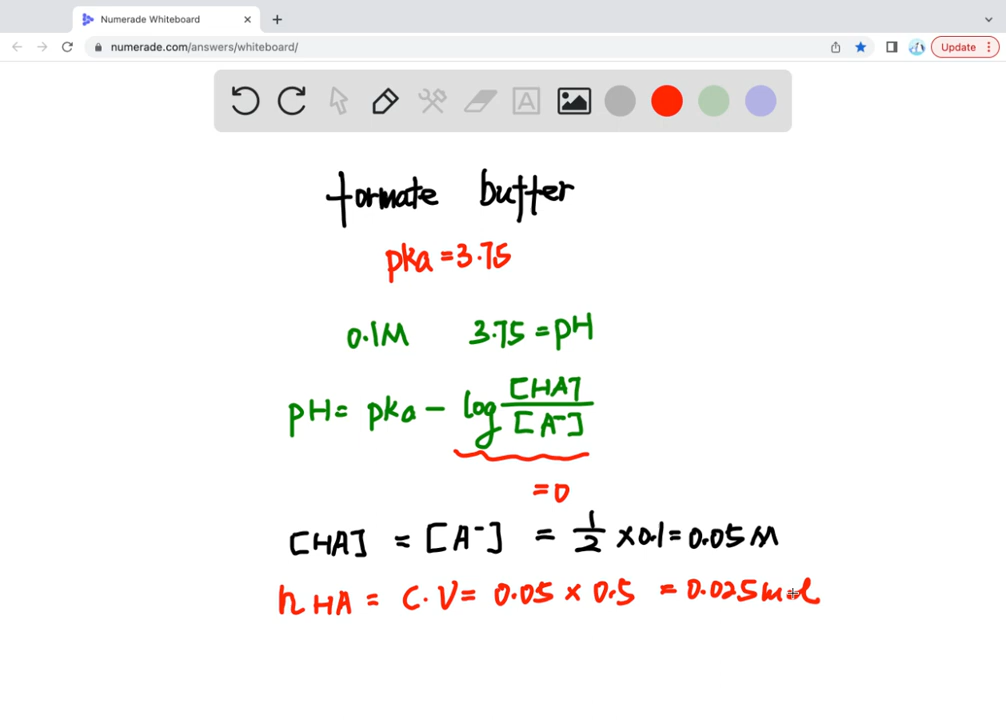 Numerade Whiteboard
numerade.com/answers/whiteboard/
Update
A
formate buffer
pka = 3.75
0.1M 3.75 = pH
pH = pka - log [HA] / [A⁻]
= 0
[HA] = [A⁻] = 1/2 × 0.1 = 0.05 M
n HA = C. V = 0.05 × 0.5 = 0.025 mol